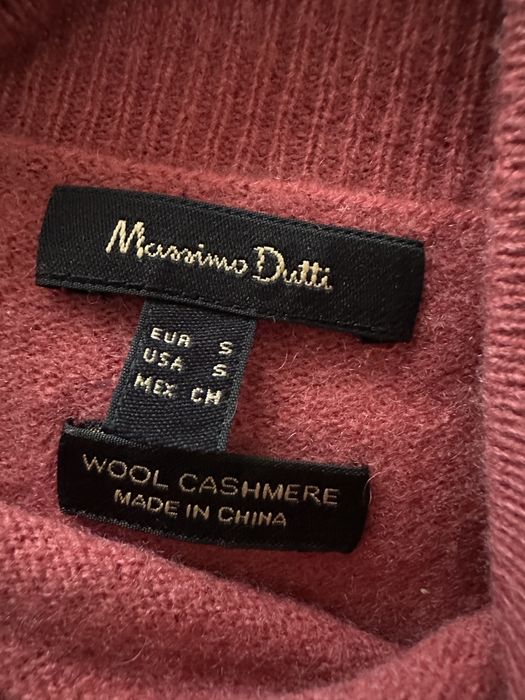 Massimo Dutti
EUR S
USA S
MEX CH
WOOL CASHMERE
MADE IN CHINA